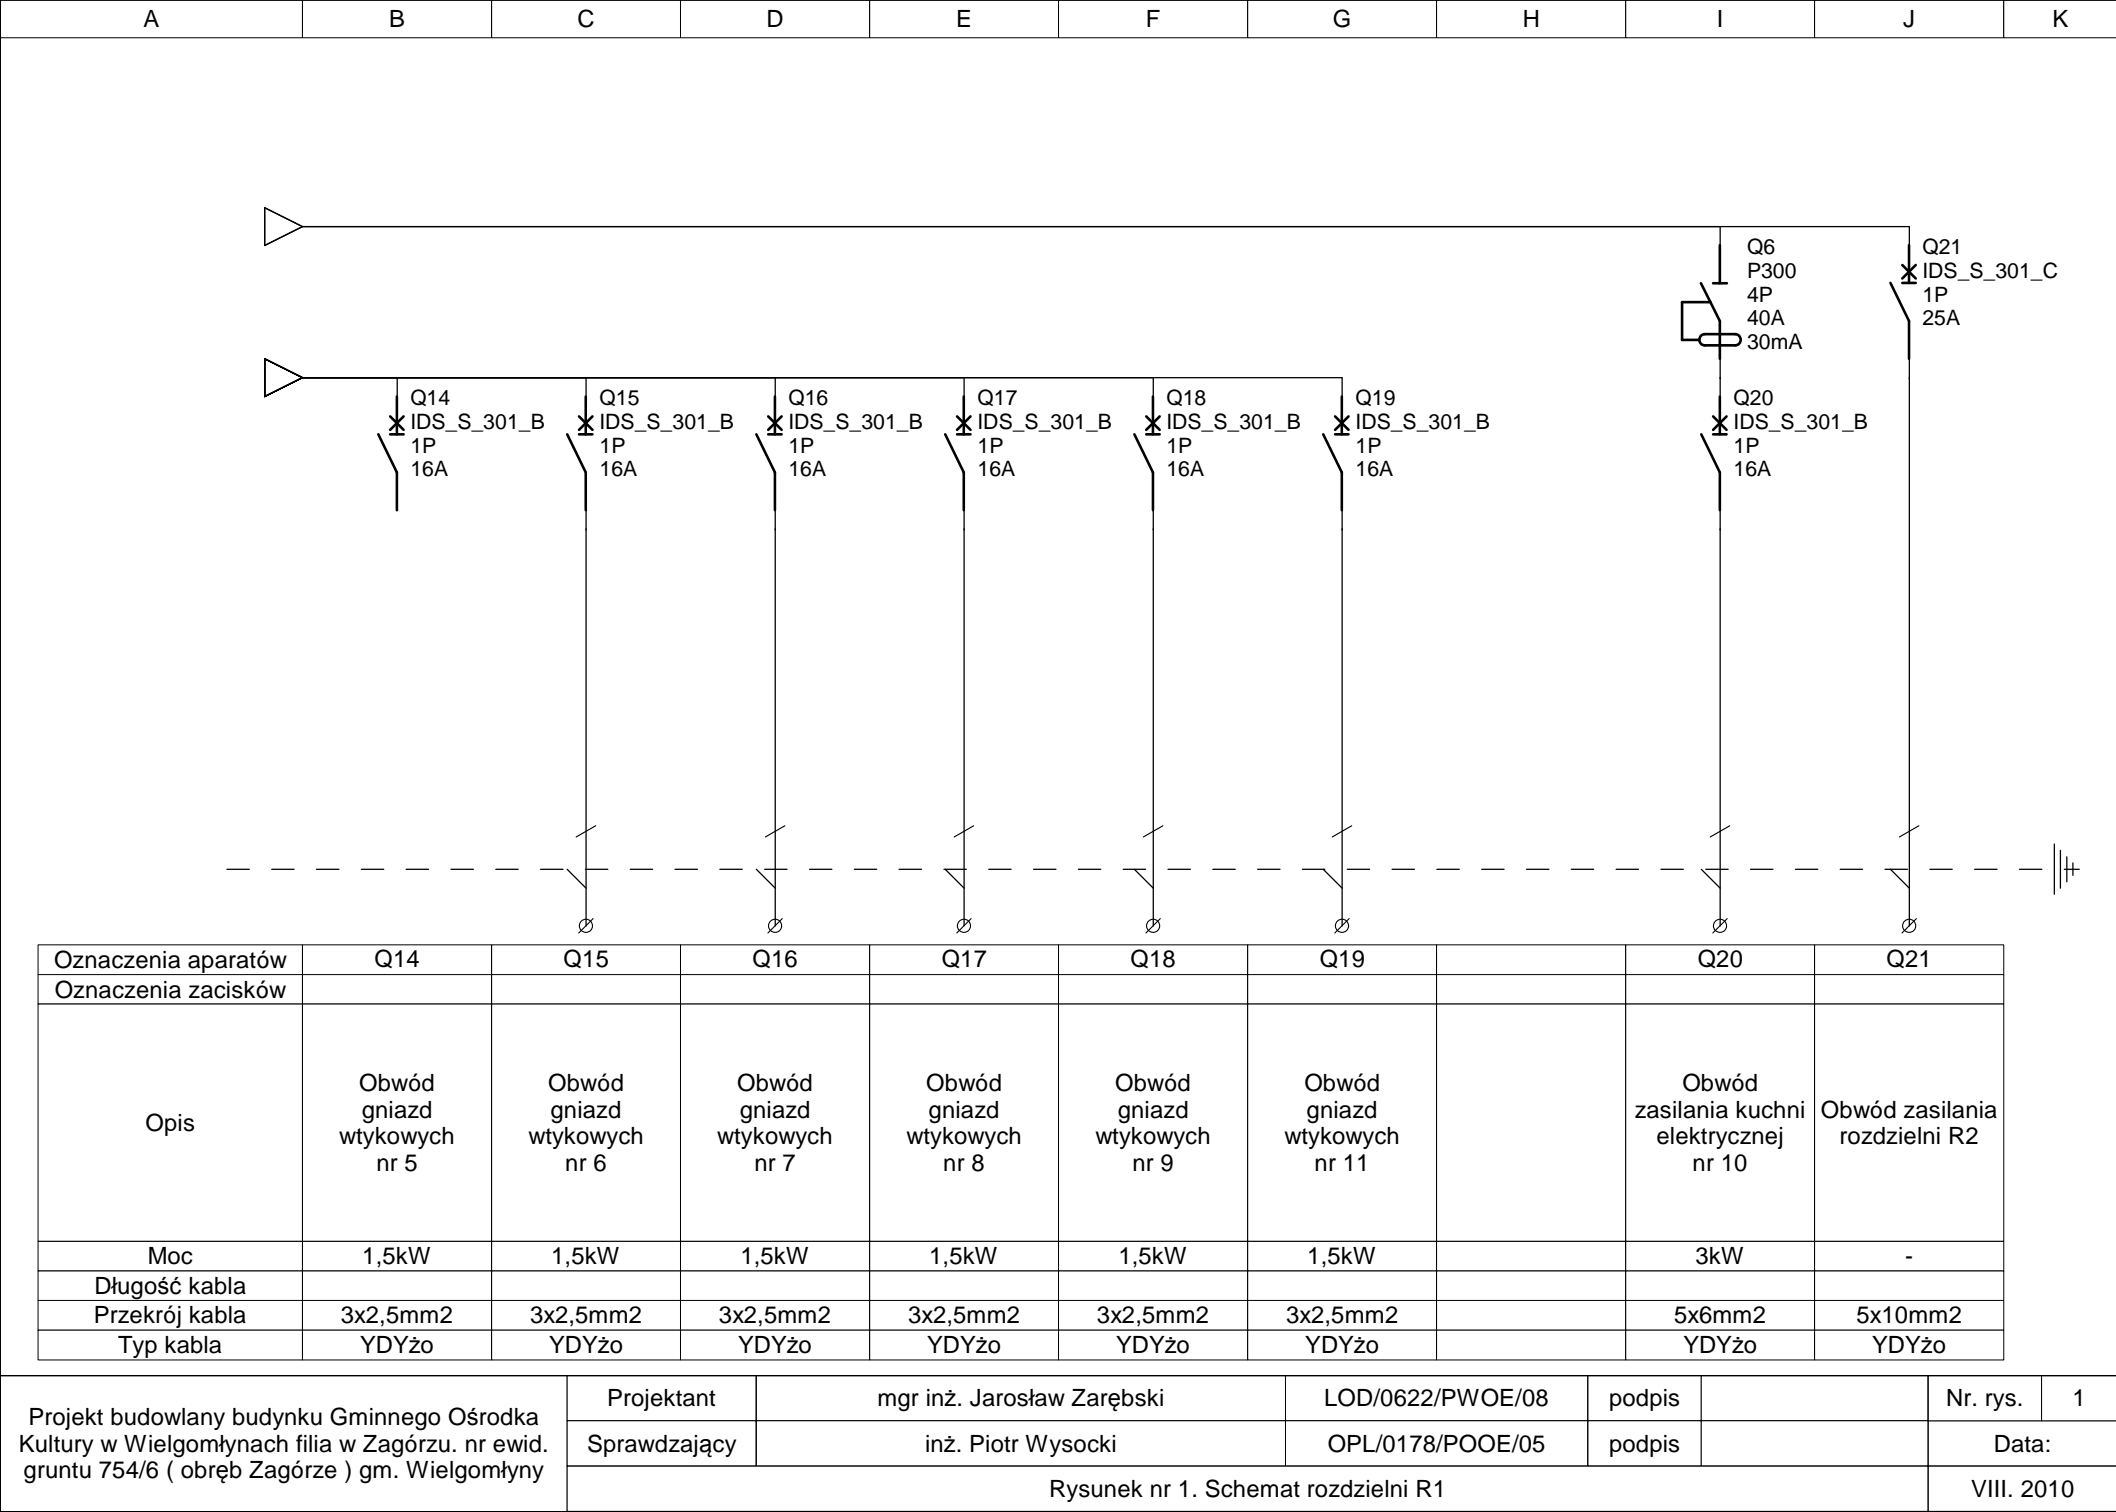 A B C D E F G H I J K
Q6 Q21
P300 IDS_S_301_C
4P 1P
40A 25A
30mA
Q14 Q15 Q16 Q17 Q18 Q19 Q20
IDS_S_301_B IDS_S_301_B IDS_S_301_B IDS_S_301_B IDS_S_301_B IDS_S_301_B IDS_S_301_B
1P 1P 1P 1P 1P 1P 1P
16A 16A 16A 16A 16A 16A 16A
Oznaczenia aparatów Q14 Q15 Q16 Q17 Q18 Q19 Q20 Q21
Oznaczenia zacisków
Opis
Obwód
gniazd
wtykowych
nr 5
Obwód
gniazd
wtykowych
nr 6
Obwód
gniazd
wtykowych
nr 7
Obwód
gniazd
wtykowych
nr 8
Obwód
gniazd
wtykowych
nr 9
Obwód
gniazd
wtykowych
nr 11
Obwód
zasilania kuchni
elektrycznej
nr 10
Obwód zasilania
rozdzielni R2
Moc 1,5kW 1,5kW 1,5kW 1,5kW 1,5kW 1,5kW 3kW -
Długość kabla
Przekrój kabla 3x2,5mm2 3x2,5mm2 3x2,5mm2 3x2,5mm2 3x2,5mm2 3x2,5mm2 5x6mm2 5x10mm2
Typ kabla YDYżo YDYżo YDYżo YDYżo YDYżo YDYżo YDYżo YDYżo
Projekt budowlany budynku Gminnego Ośrodka
Kultury w Wielgomłynach filia w Zagórzu. nr ewid.
gruntu 754/6 ( obręb Zagórze ) gm. Wielgomłyny
Projektant mgr inż. Jarosław Zarębski LOD/0622/PWOE/08 podpis Nr. rys. 1
Sprawdzający inż. Piotr Wysocki OPL/0178/POOE/05 podpis Data:
Rysunek nr 1. Schemat rozdzielni R1 VIII. 2010